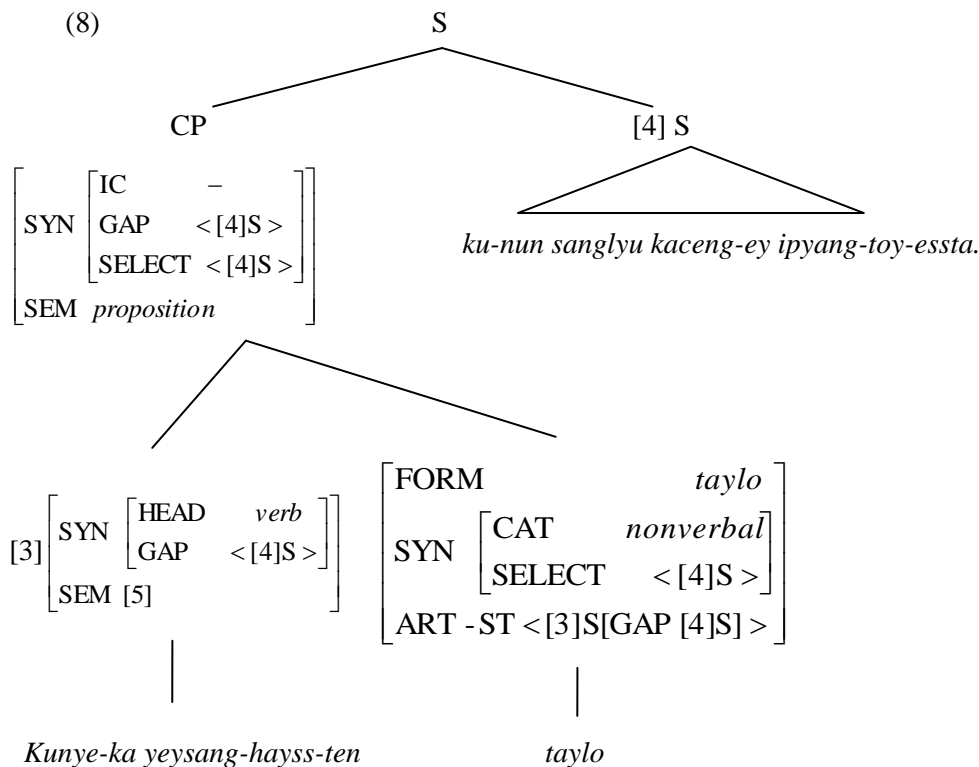 (8) S
CP [4] S
[SYN [IC –
GAP < [4]S >
SELECT < [4]S >]
SEM proposition]
ku-nun sanglyu kaceng-ey ipyang-toy-essta.
[3] [SYN [HEAD verb
GAP < [4]S >]
SEM [5]]
[FORM taylo
SYN [CAT nonverbal
SELECT < [4]S >]
ART - ST < [3]S[GAP [4]S] >]
Kunye-ka yeysang-hayss-ten taylo